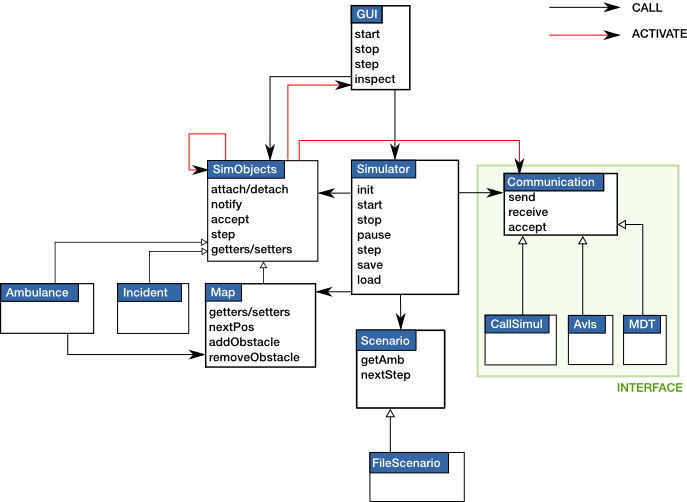 GUI
start
stop
step
inspect
CALL
ACTIVATE
SimObjects
attach/detach
notify
accept
step
getters/setters
Simulator
init
start
stop
pause
step
save
load
Communication
send
receive
accept
Ambulance
Incident
Map
getters/setters
nextPos
addObstacle
removeObstacle
CallSimul
Avls
MDT
INTERFACE
Scenario
getAmb
nextStep
FileScenario